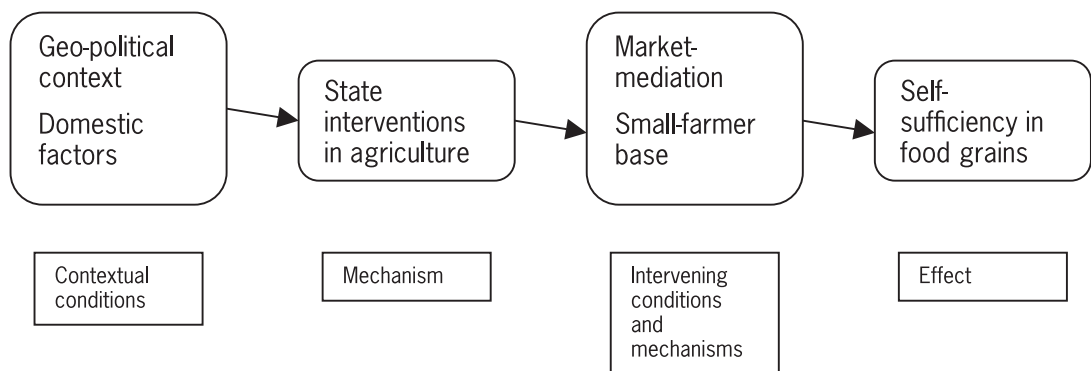 Geo-political
context
Domestic
factors
State
interventions
in agriculture
Market-
mediation
Small-farmer
base
Self-
sufficiency in
food grains
Contextual
conditions
Mechanism
Intervening
conditions
and
mechanisms
Effect